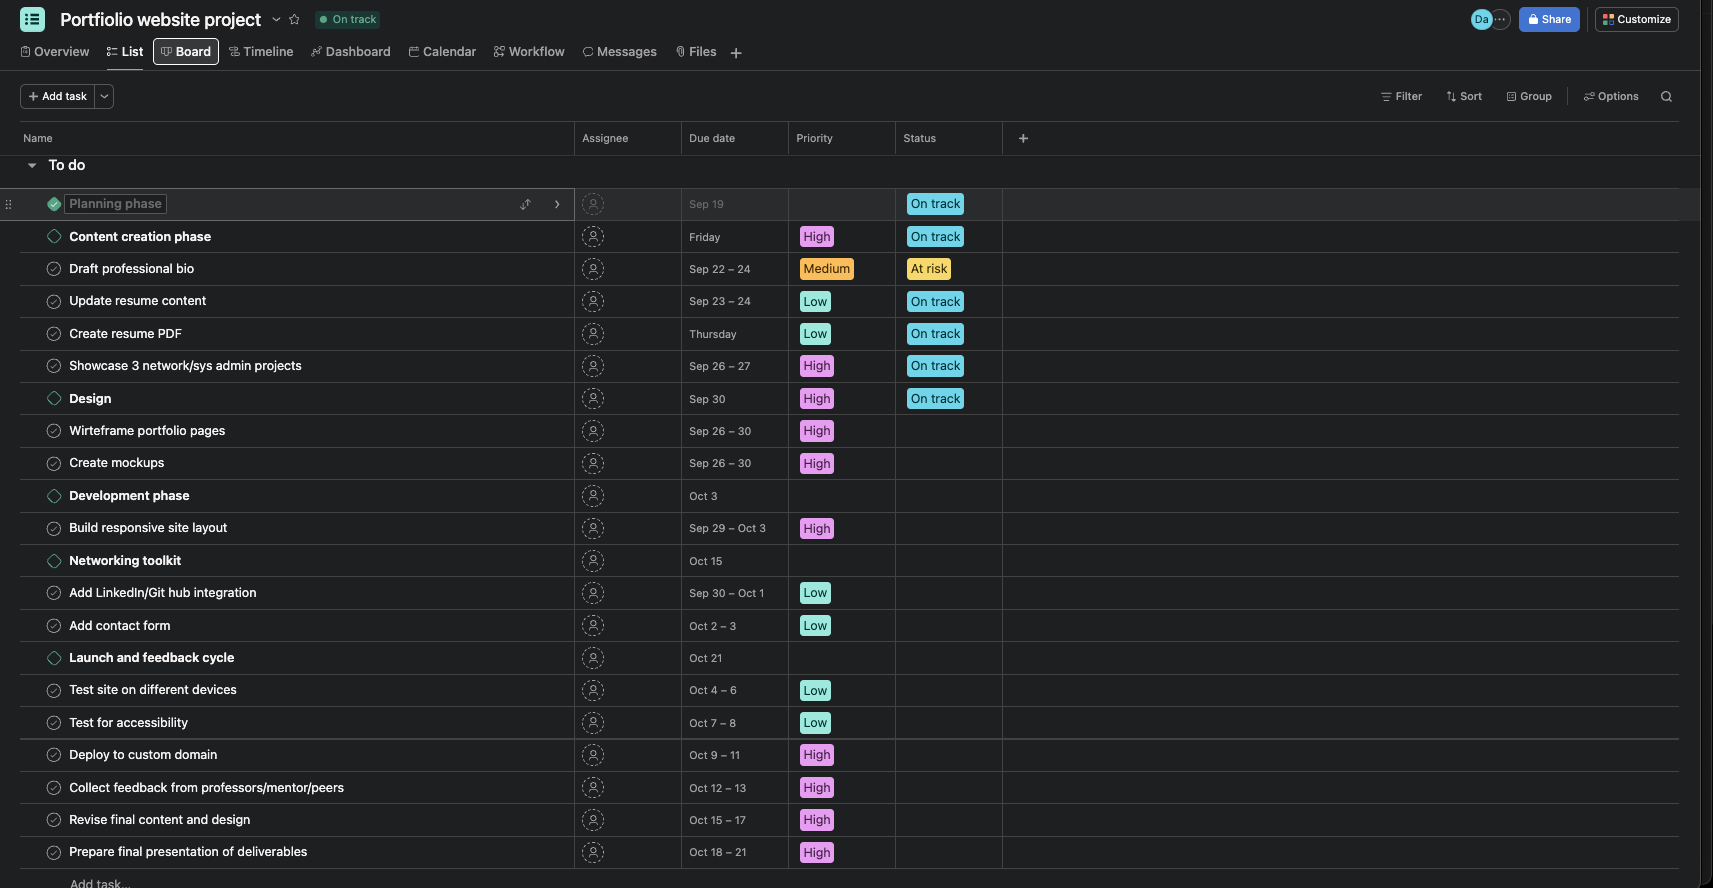 Portfiolio website project On track Da ... Share Customize
Overview List Board Timeline Dashboard Calendar Workflow Messages Files +
+ Add task Filter Sort Group Options
Name Assignee Due date Priority Status +
To do
Planning phase Sep 19 On track
Content creation phase Friday High On track
Draft professional bio Sep 22 – 24 Medium At risk
Update resume content Sep 23 – 24 Low On track
Create resume PDF Thursday Low On track
Showcase 3 network/sys admin projects Sep 26 – 27 High On track
Design Sep 30 High On track
Wirteframe portfolio pages Sep 26 – 30 High
Create mockups Sep 26 – 30 High
Development phase Oct 3
Build responsive site layout Sep 29 – Oct 3 High
Networking toolkit Oct 15
Add LinkedIn/Git hub integration Sep 30 – Oct 1 Low
Add contact form Oct 2 – 3 Low
Launch and feedback cycle Oct 21
Test site on different devices Oct 4 – 6 Low
Test for accessibility Oct 7 – 8 Low
Deploy to custom domain Oct 9 – 11 High
Collect feedback from professors/mentor/peers Oct 12 – 13 High
Revise final content and design Oct 15 – 17 High
Prepare final presentation of deliverables Oct 18 – 21 High
Add task...